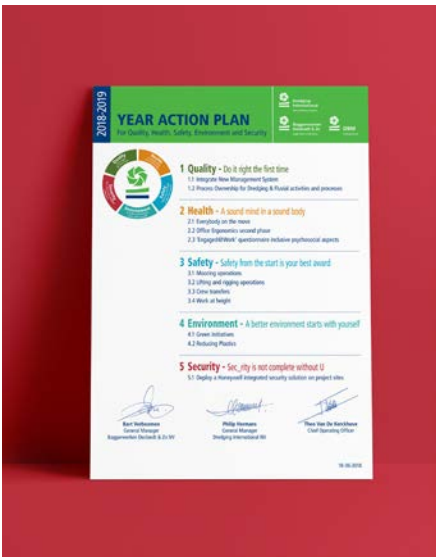 2018-2019
YEAR ACTION PLAN
For Quality, Health, Safety, Environment and Security
Dredging
International
Baggerwerken
Decloedt & Zn
DIMM
1 Quality - Do it right the first time
1.1 Integrate New Management System
1.2 Process Ownership for Dredging & Fluvial activities and processes
2 Health - A sound mind in a sound body
2.1 Everybody on the move
2.2 Office Ergonomics second phase
2.3 'Engaged@Work' questionnaire inclusive psychosocial aspects
3 Safety - Safety from the start is your best award
3.1 Mooring operations
3.2 Lifting and rigging operations
3.3 Crew transfers
3.4 Work at height
4 Environment - A better environment starts with yourself
4.1 Green Initiatives
4.2 Reducing Plastics
5 Security - Sec_rity is not complete without U
5.1 Deploy a Honeywell integrated security solution on project sites
Bart Verboomen
General Manager
Baggerwerken Decloedt & Zn NV
Philip Hermans
General Manager
Dredging International NV
Theo Van De Kerckhove
Chief Operating Officer